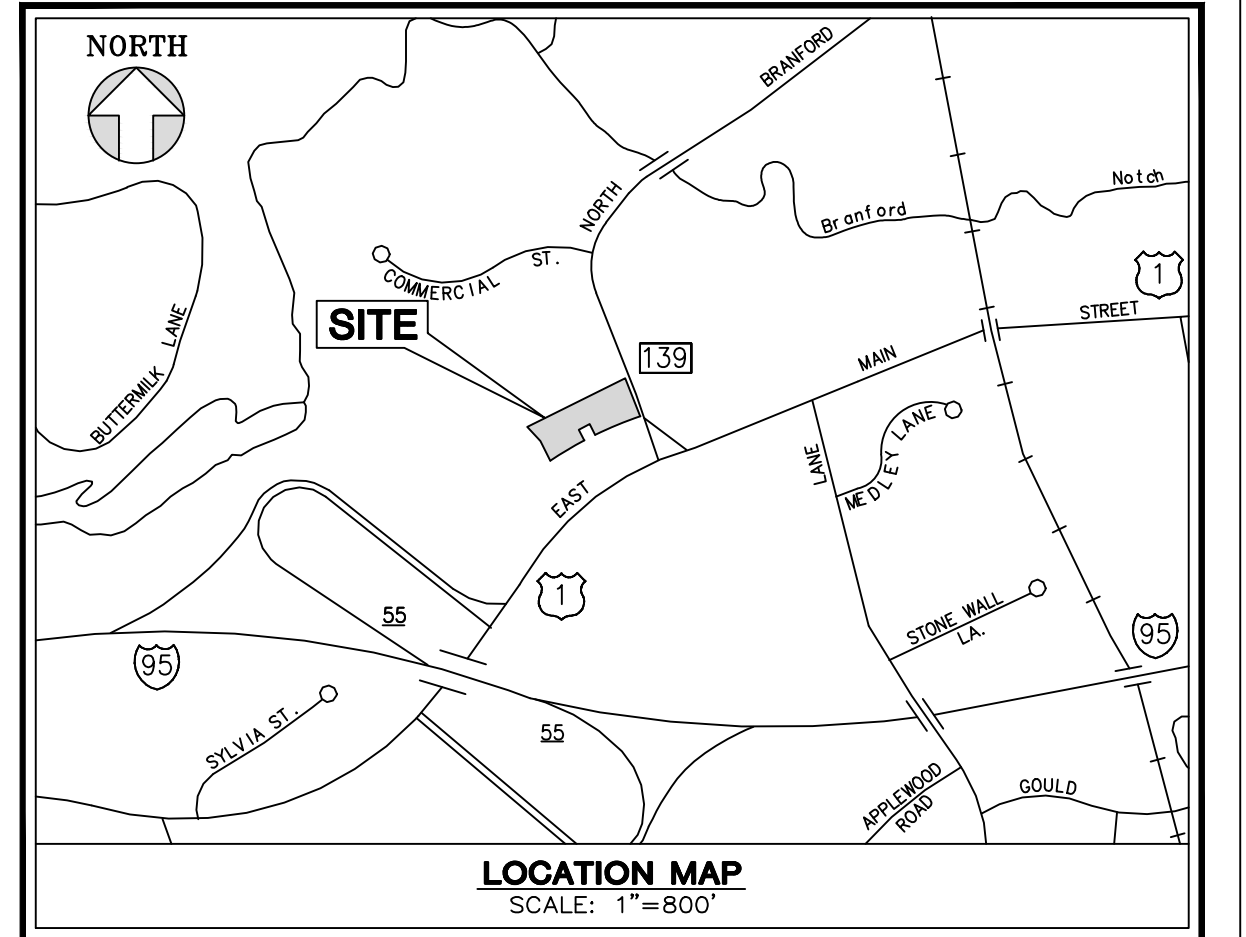 NORTH
BRANFORD
NORTH
Notch
Branford
1
ST.
COMMERCIAL
STREET
SITE
LANE
BUTTERMILK
139
MAIN
LANE
MEDLEY LANE
EAST
1
55
STONE WALL
LA.
95
95
SYLVIA ST.
55
APPLEWOOD
ROAD
GOULD
LOCATION MAP
SCALE: 1"=800'